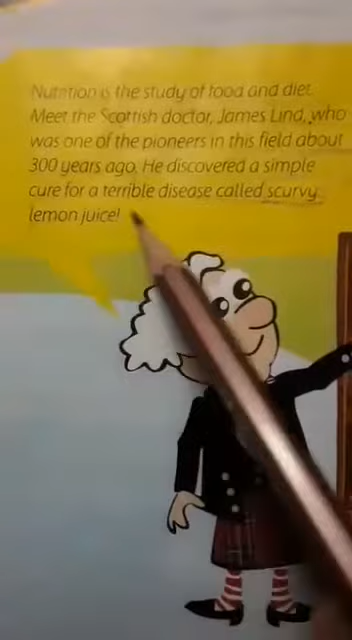 Nutrition is the study of food and diet.
Meet the Scottish doctor, James Lind, who
was one of the pioneers in this field about
300 years ago. He discovered a simple
cure for a terrible disease called scurvy:
lemon juice!